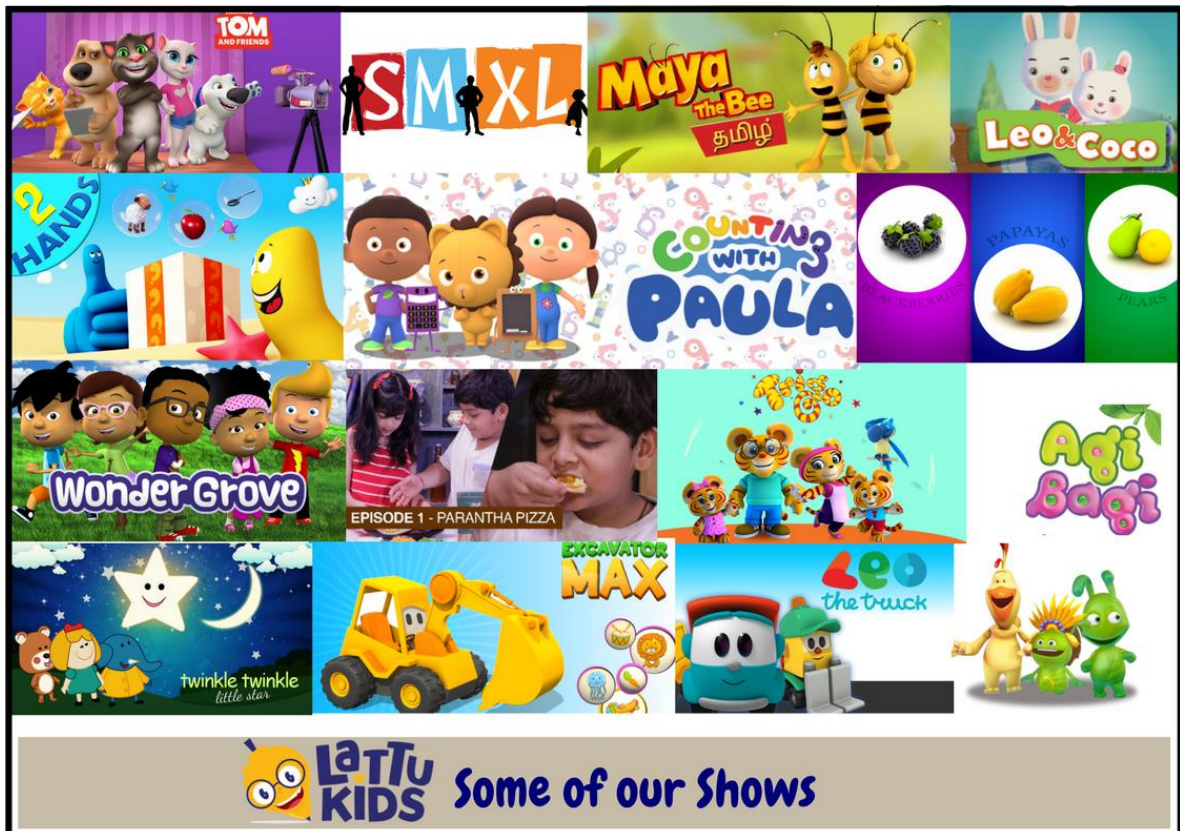 TOM
AND FRIENDS
SMXL
Maya
The Bee
தமிழ்
Leo & Coco
2
HANDS
COUNTING
WITH
PAULA
BLACKBERRIES
PAPAYAS
PEARS
Wonder Grove
EPISODE 1 - PARANTHA PIZZA
Trigo
Agi
Bagi
twinkle twinkle
little star
EXCAVATOR
MAX
Leo
the truck
LaTTu
KIDS
Some of our Shows